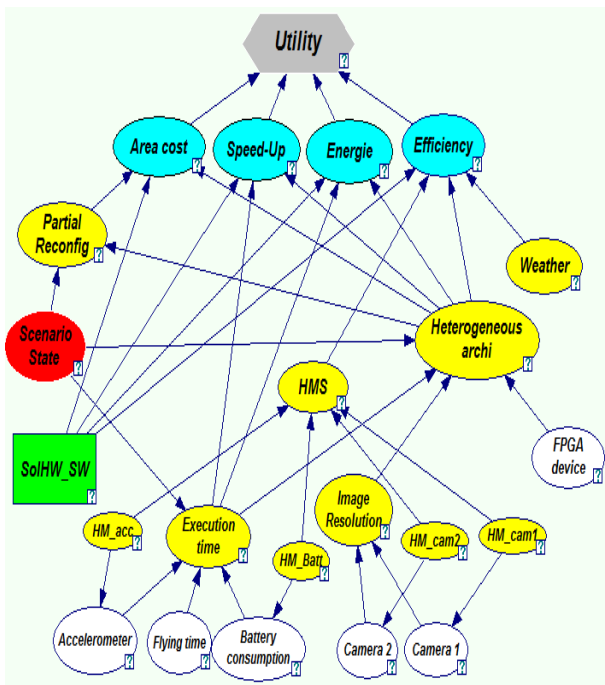 Utility
?
Area cost
?
Speed-Up
?
Energie
?
Efficiency
?
Partial
Reconfig
?
Weather
?
Scenario
State
?
Heterogeneous
archi
?
HMS
?
SolHW_SW
?
FPGA
device
?
HM_acc
?
Execution
time
?
HM_Batt
?
Image
Resolution
?
HM_cam2
?
HM_cam1
?
Accelerometer
?
Flying time
?
Battery
consumption
?
Camera 2
?
Camera 1
?